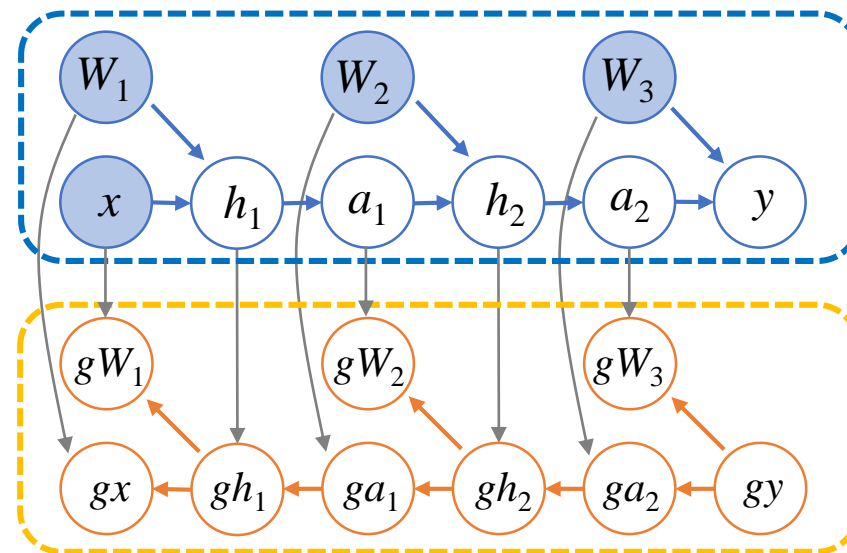 W₁ W₂ W₃
x h₁ a₁ h₂ a₂ y
gW₁ gW₂ gW₃
gx gh₁ ga₁ gh₂ ga₂ gy